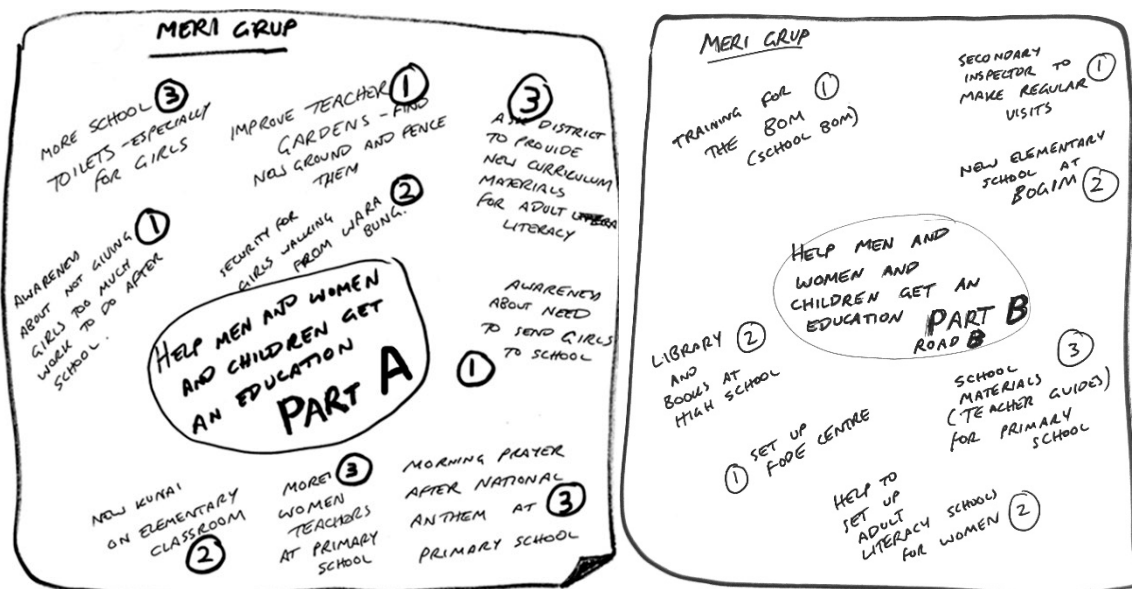 MERI GRUP
MORE SCHOOL 3
TOILETS - ESPECIALLY
FOR GIRLS
IMPROVE TEACHER 1
GARDENS - FIND
NEW GROUND AND FENCE
THEM
3
ASK DISTRICT
TO PROVIDE
NEW CURRICULUM
MATERIALS
FOR ADULT
LITERACY
AWARENESS 1
ABOUT NOT GIVING
GIRLS TOO MUCH
WORK TO DO AFTER
SCHOOL.
SECURITY FOR 2
GIRLS WALKING
FROM WARA
BUNG.
HELP MEN AND WOMEN
AND CHILDREN GET
AN EDUCATION
PART A
AWARENESS
ABOUT NEED
TO SEND GIRLS
TO SCHOOL
1
NEW KUNAI
ON ELEMENTARY
CLASSROOM
2
MORE 3
WOMEN
TEACHERS
AT PRIMARY
SCHOOL
MORNING PRAYER
AFTER NATIONAL
ANTHEM AT 3
PRIMARY SCHOOL
MERI GRUP
TRAINING FOR 1
THE BOM
(SCHOOL BOM)
SECONDARY
INSPECTOR TO 1
MAKE REGULAR
VISITS
NEW ELEMENTARY
SCHOOL AT
BOGIM 2
HELP MEN AND
WOMEN AND
CHILDREN GET AN
EDUCATION PART B
ROAD B
LIBRARY 2
AND
BOOKS AT
HIGH SCHOOL
3
SCHOOL
MATERIALS
(TEACHER GUIDES)
FOR PRIMARY
SCHOOL
1 SET UP
FODE CENTRE
HELP TO
SET UP
ADULT
LITERACY SCHOOLS
FOR WOMEN 2